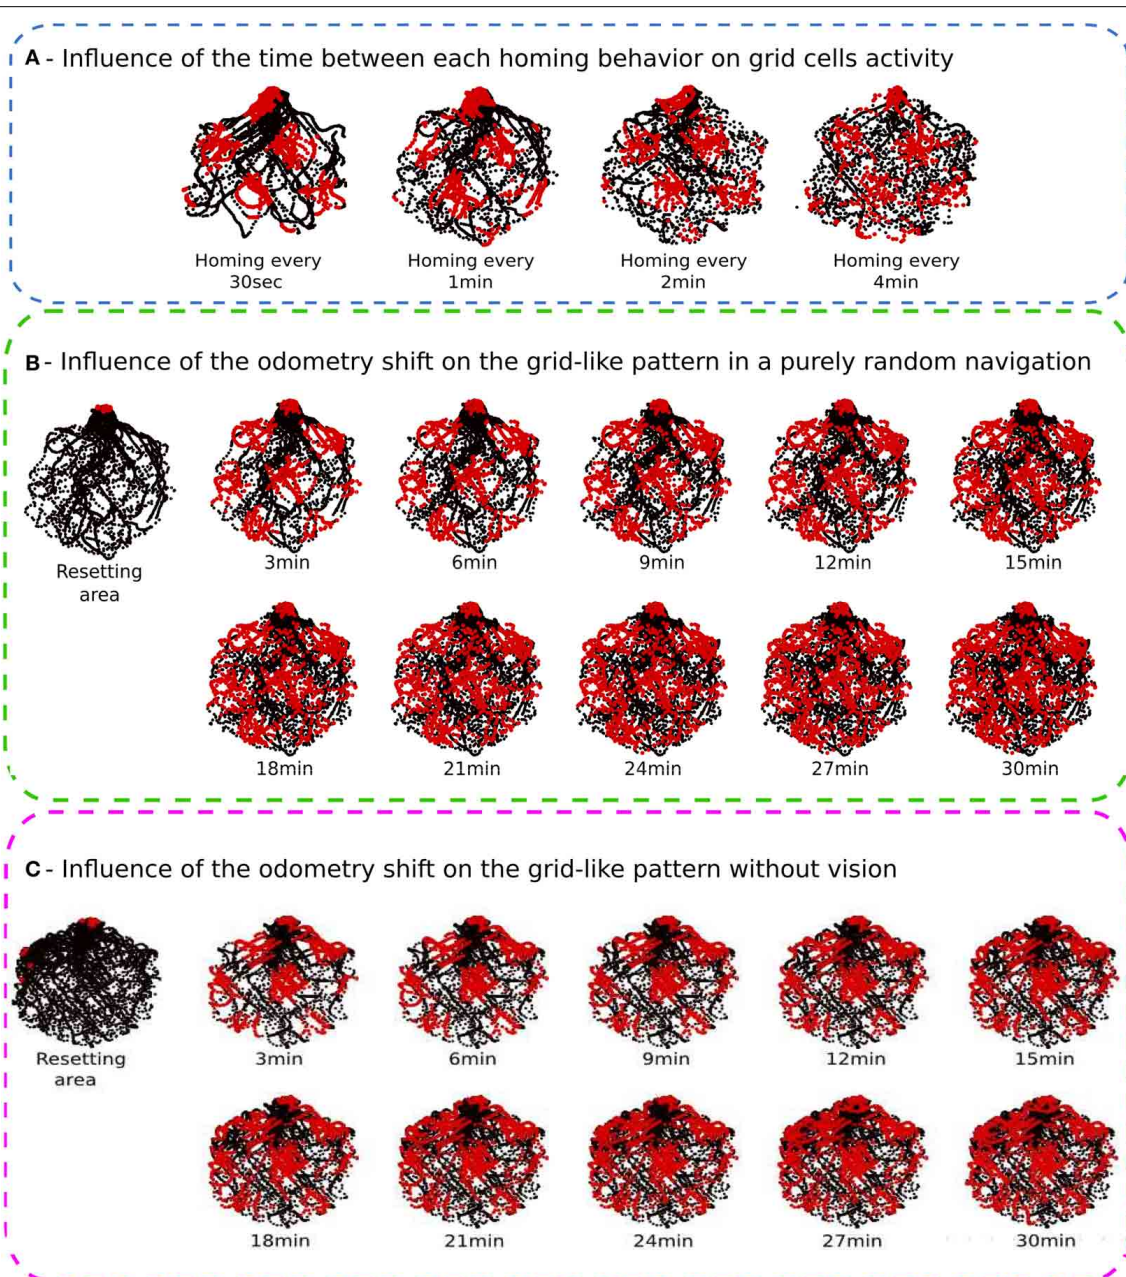 A - Influence of the time between each homing behavior on grid cells activity
Homing every
30sec
Homing every
1min
Homing every
2min
Homing every
4min
B - Influence of the odometry shift on the grid-like pattern in a purely random navigation
Resetting
area
3min
6min
9min
12min
15min
18min
21min
24min
27min
30min
C - Influence of the odometry shift on the grid-like pattern without vision
Resetting
area
3min
6min
9min
12min
15min
18min
21min
24min
27min
30min